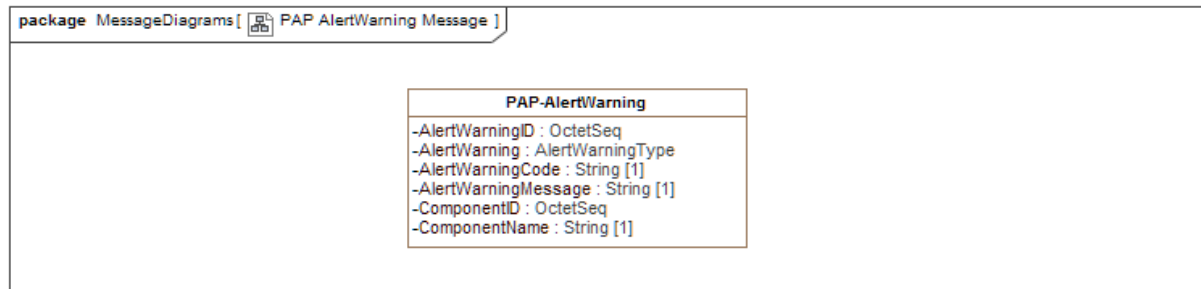 package MessageDiagrams[ PAP AlertWarning Message ]
PAP-AlertWarning
-AlertWarningID : OctetSeq
-AlertWarning : AlertWarningType
-AlertWarningCode : String [1]
-AlertWarningMessage : String [1]
-ComponentID : OctetSeq
-ComponentName : String [1]